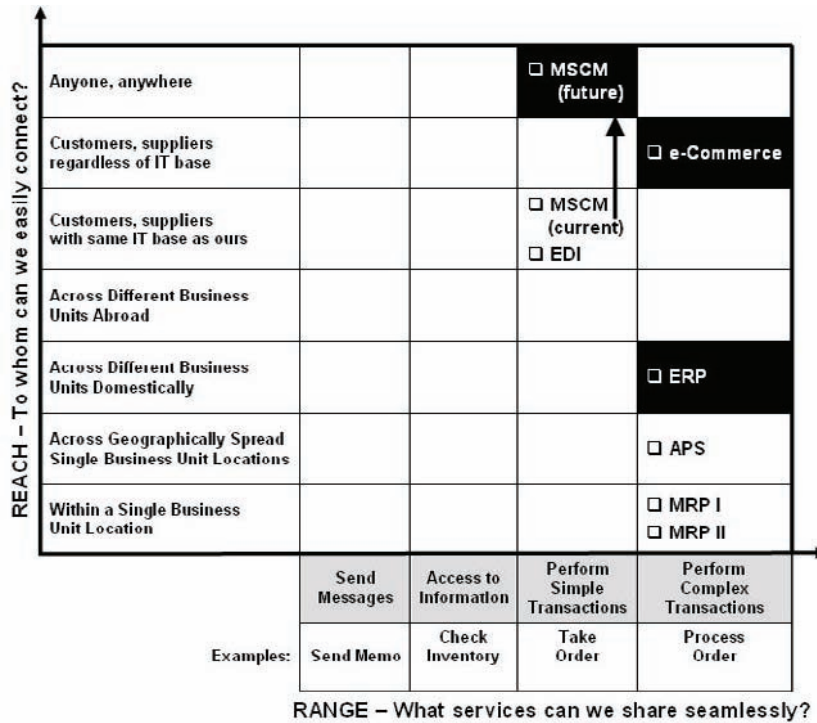 REACH – To whom can we easily connect?
Anyone, anywhere
❑ MSCM
(future)
Customers, suppliers
regardless of IT base
❑ e-Commerce
Customers, suppliers
with same IT base as ours
❑ MSCM
(current)
❑ EDI
Across Different Business
Units Abroad
Across Different Business
Units Domestically
❑ ERP
Across Geographically Spread
Single Business Unit Locations
❑ APS
Within a Single Business
Unit Location
❑ MRP I
❑ MRP II
Send
Messages
Access to
Information
Perform
Simple
Transactions
Perform
Complex
Transactions
Examples:
Send Memo
Check
Inventory
Take
Order
Process
Order
RANGE – What services can we share seamlessly?